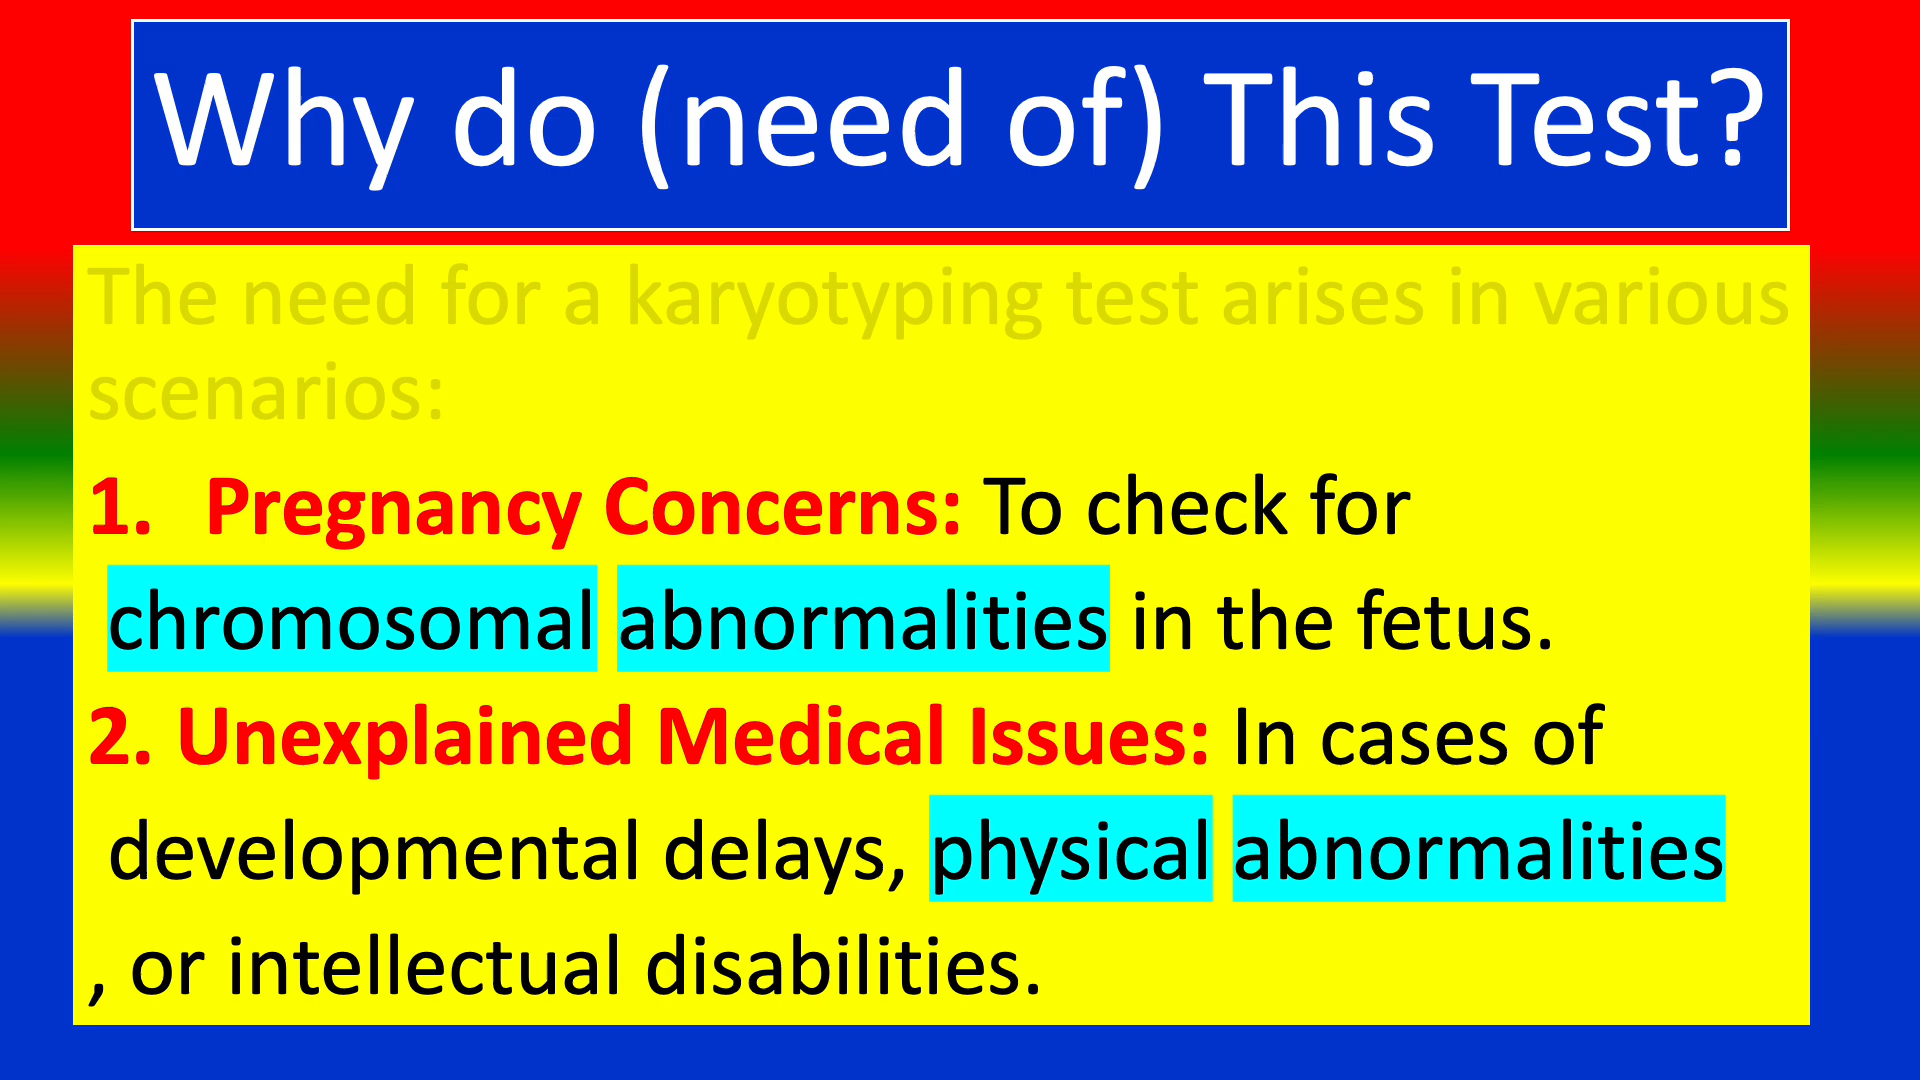 Why do (need of) This Test?
The need for a karyotyping test arises in various
scenarios:
1. Pregnancy Concerns: To check for
chromosomal abnormalities in the fetus.
2. Unexplained Medical Issues: In cases of
developmental delays, physical abnormalities
, or intellectual disabilities.